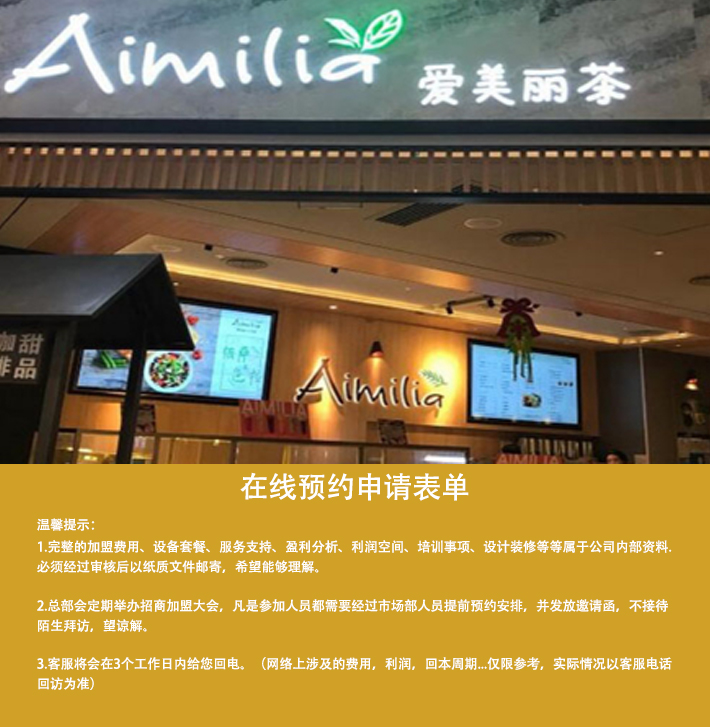 Aimilia
爱美丽茶
咖甜
啡品
Aimilia
Aimilia
AIMILIA
AIMILIA
在线预约申请表单
温馨提示：
1.完整的加盟费用、设备套餐、服务支持、盈利分析、利润空间、培训事项、设计装修等等属于公司内部资料.
必须经过审核后以纸质文件邮寄，希望能够理解。
2.总部会定期举办招商加盟大会，凡是参加人员都需要经过市场部人员提前预约安排，并发放邀请函，不接待
陌生拜访，望谅解。
3.客服将会在3个工作日内给您回电。（网络上涉及的费用，利润，回本周期...仅限参考，实际情况以客服电话
回访为准）